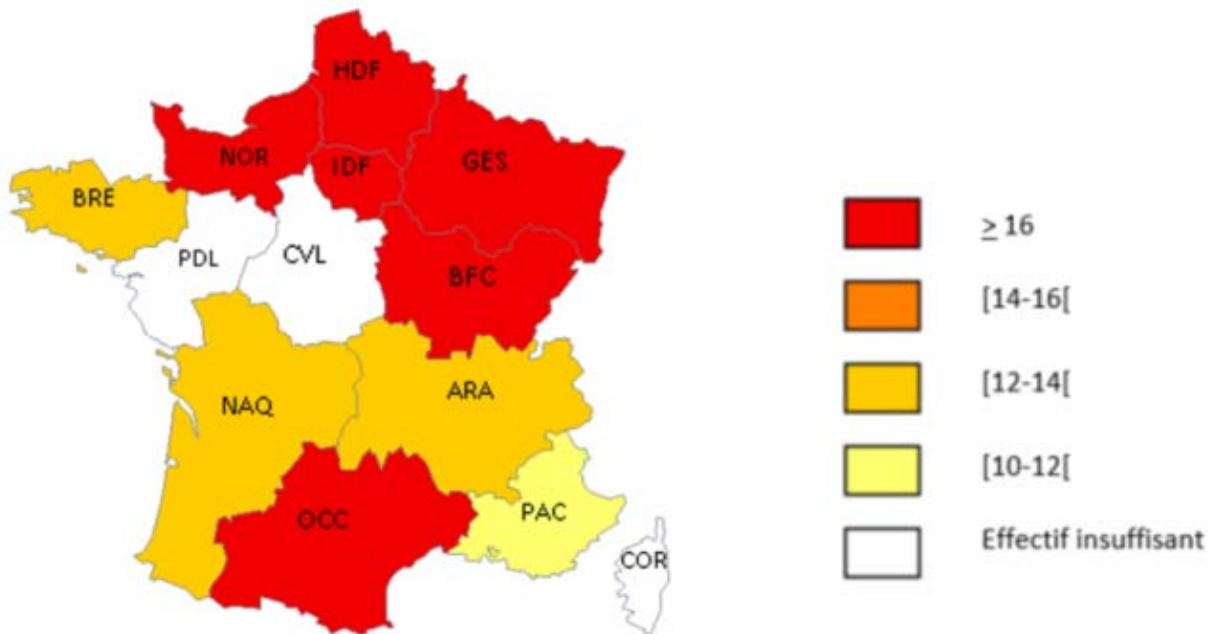 HDF
NOR
IDF
GES
BRE
PDL
CVL
BFC
NAQ
ARA
OCC
PAC
COR
≥ 16
[14-16[
[12-14[
[10-12[
Effectif insuffisant